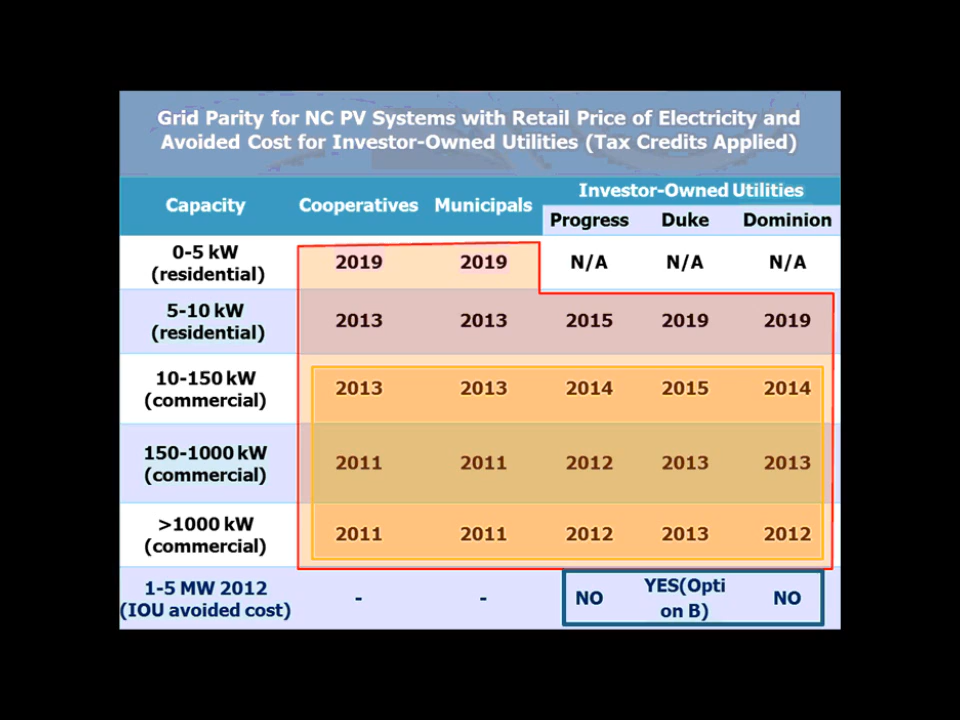 Grid Parity for NC PV Systems with Retail Price of Electricity and
Avoided Cost for Investor-Owned Utilities (Tax Credits Applied)
Capacity Cooperatives Municipals Investor-Owned Utilities
Progress Duke Dominion
0-5 kW
(residential) 2019 2019 N/A N/A N/A
5-10 kW
(residential) 2013 2013 2015 2019 2019
10-150 kW
(commercial) 2013 2013 2014 2015 2014
150-1000 kW
(commercial) 2011 2011 2012 2013 2013
>1000 kW
(commercial) 2011 2011 2012 2013 2012
1-5 MW 2012
(IOU avoided cost) - - NO YES(Opti
on B) NO